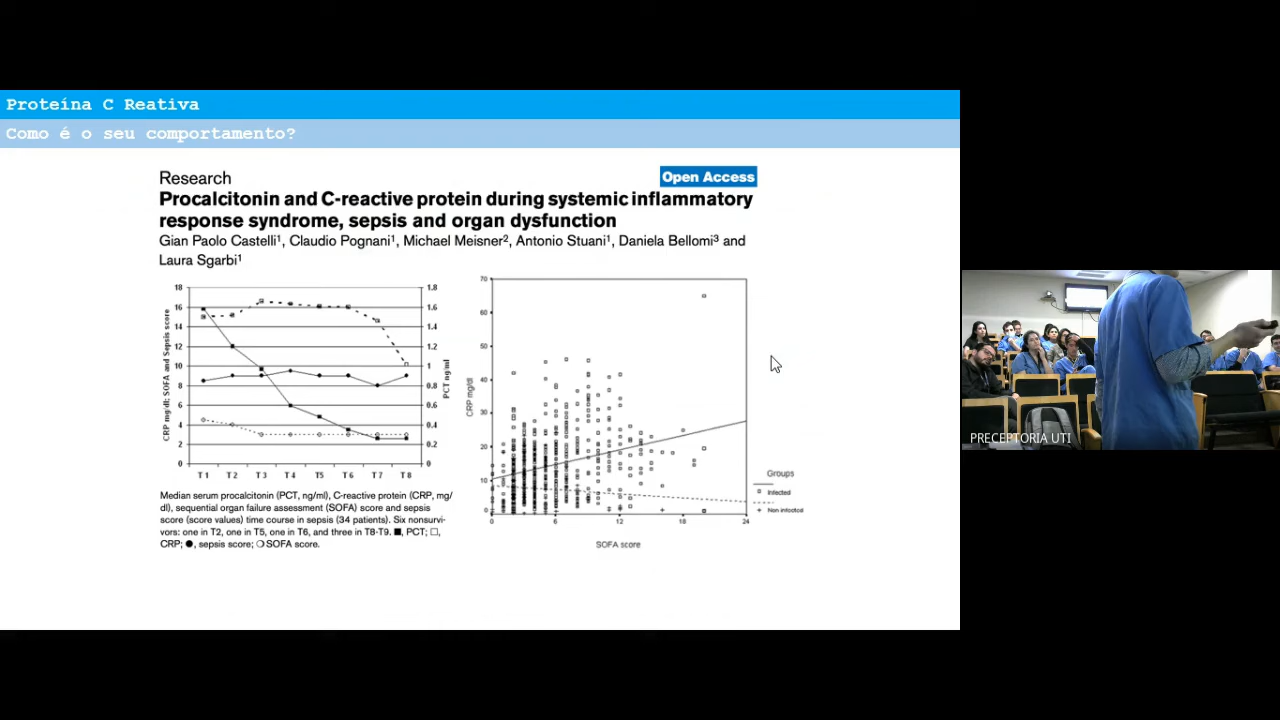 Proteína C Reativa
Como é o seu comportamento?
Research
Open Access
Procalcitonin and C-reactive protein during systemic inflammatory
response syndrome, sepsis and organ dysfunction
Gian Paolo Castelli¹, Claudio Pognani¹, Michael Meisner², Antonio Stuani¹, Daniela Bellomi³ and
Laura Sgarbi¹
CRP mg/dl; SOFA and Sepsis score
18
16
14
12
10
8
6
4
2
0
1,8
1.6
1.4
1.2
1
0.8
0.6
0.4
0.2
0
PCT ng/ml
T 1 T 2 T 3 T 4 T5 T 6 T 7 T 8
Median serum procalcitonin (PCT, ng/ml), C-reactive protein (CRP, mg/
dl), sequential organ failure assessment (SOFA) score and sepsis
score (score values) time course in sepsis (34 patients). Six nonsurvi-
vors: one in T2, one in T5, one in T6, and three in T8-T9. ■, PCT; □,
CRP; ●, sepsis score; ❍ SOFA score.
CRP mg/dl
70
60
50
40
30
20
10
0
0 6 12 18 24
SOFA score
Groups
Infected
Non infected
PRECEPTORIA UTI